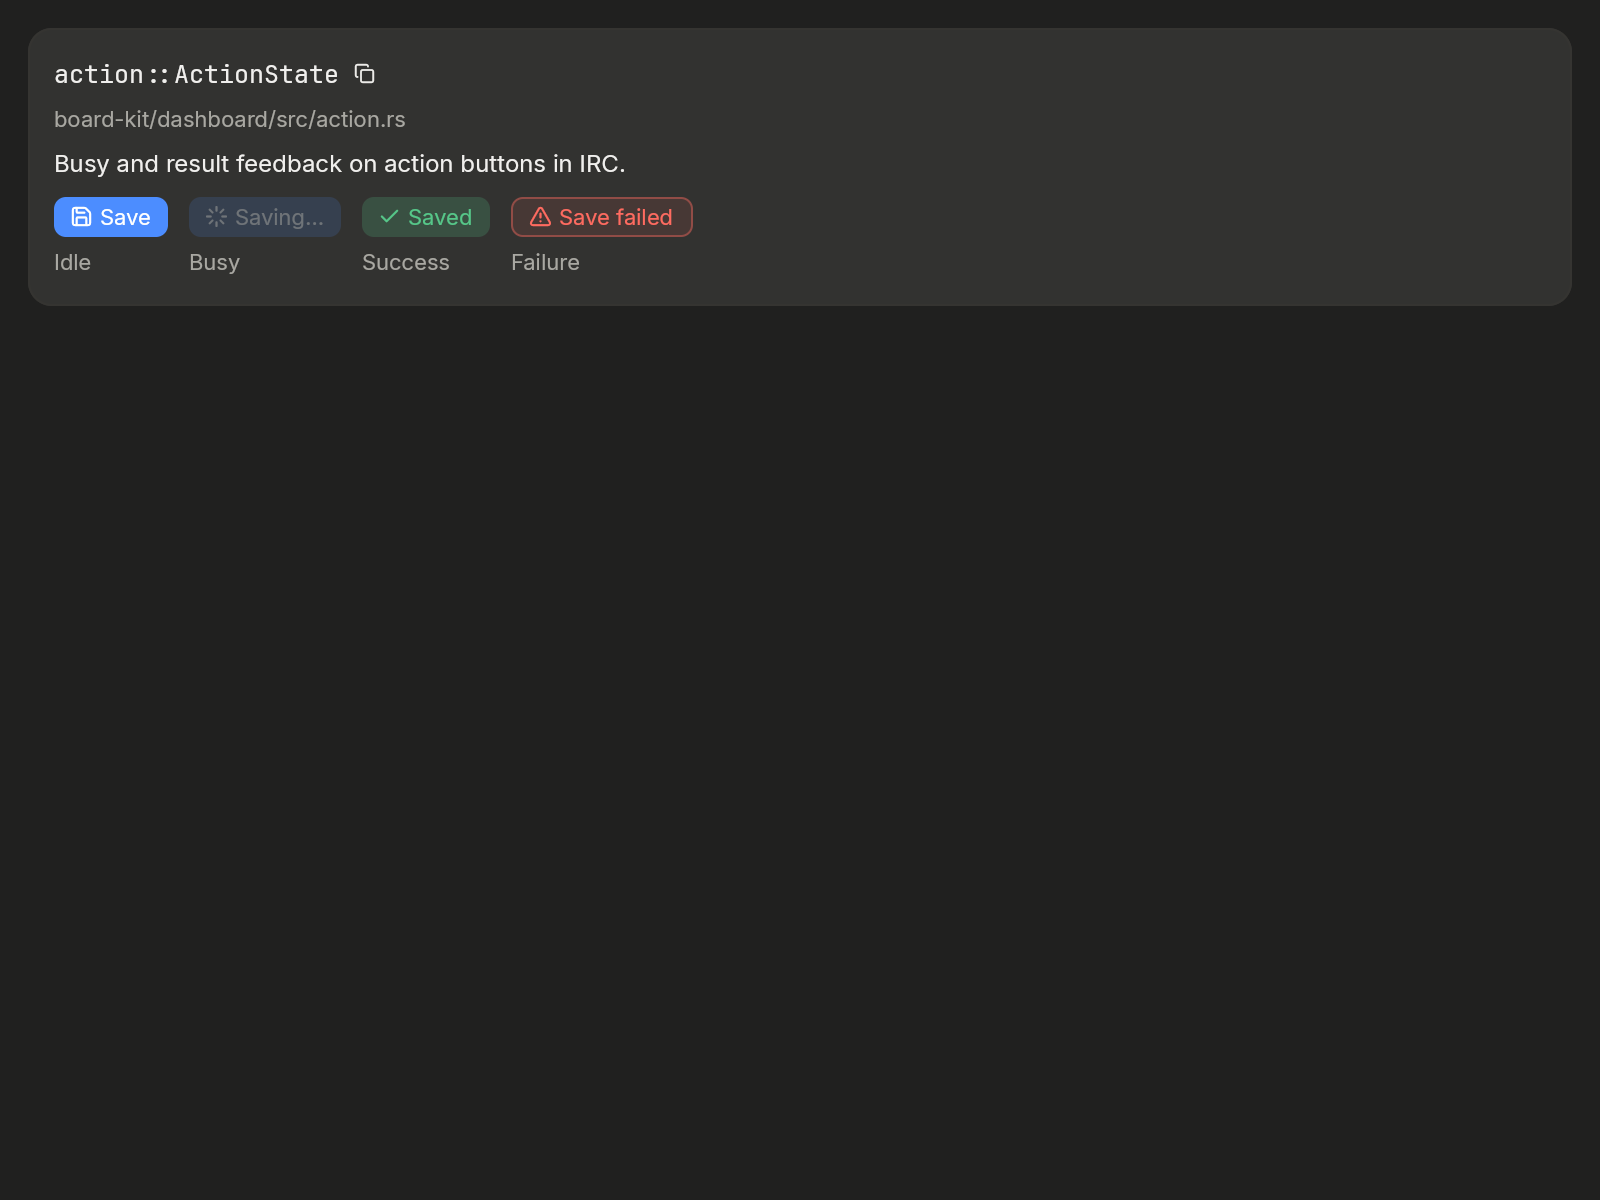 action::ActionState
board-kit/dashboard/src/action.rs
Busy and result feedback on action buttons in IRC.
Save Saving... Saved Save failed
Idle Busy Success Failure